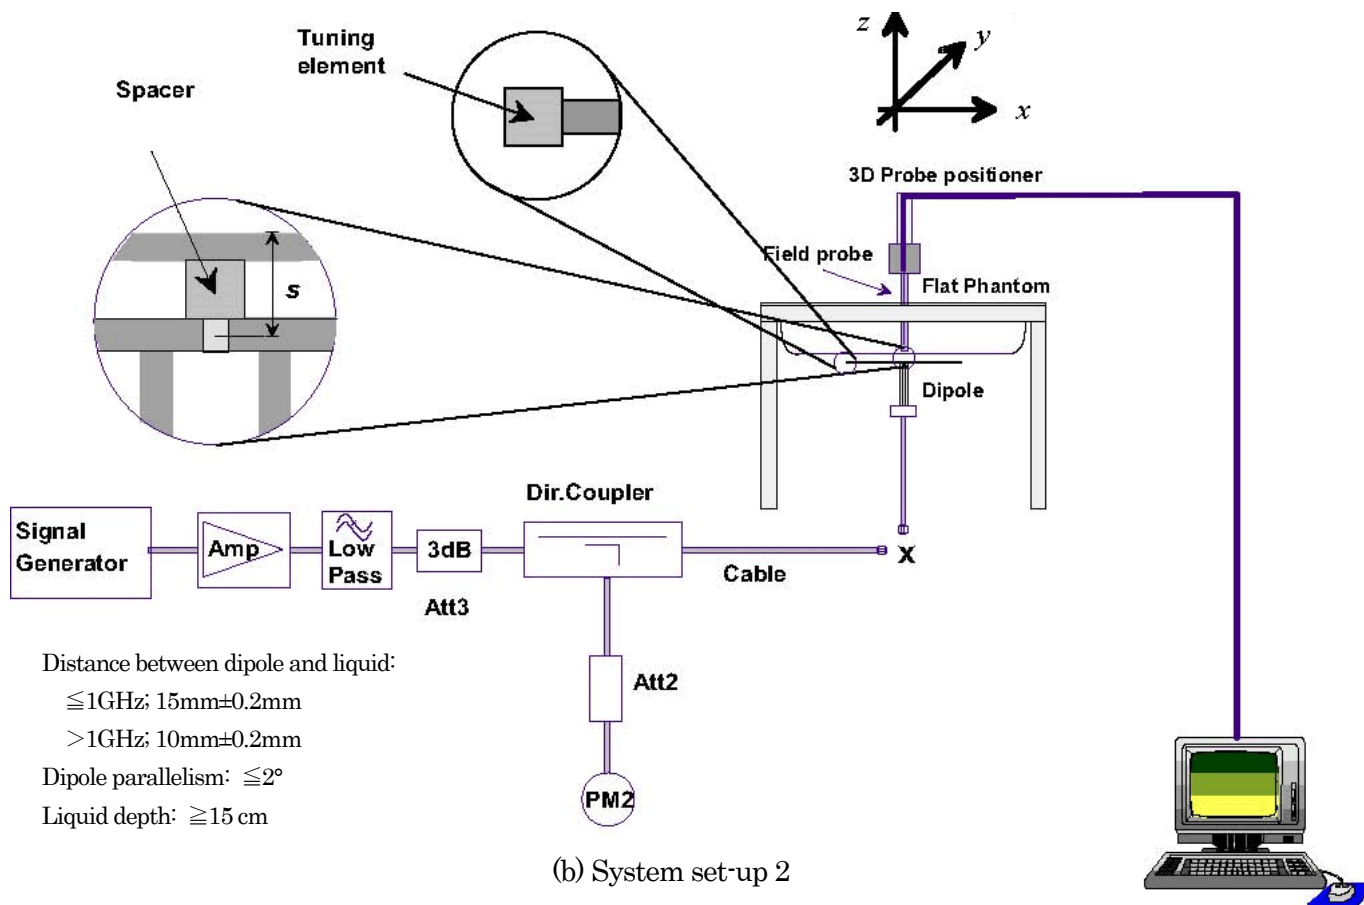 Tuning
element
z
y
x
Spacer
3D Probe positioner
Field probe
Flat Phantom
s
Dipole
Dir.Coupler
Signal
Generator
Amp
Low
Pass
3dB
Att3
Cable
X
Att2
PM2
Distance between dipole and liquid:
≦1GHz; 15mm±0.2mm
>1GHz; 10mm±0.2mm
Dipole parallelism: ≦2°
Liquid depth: ≧15 cm
(b) System set-up 2